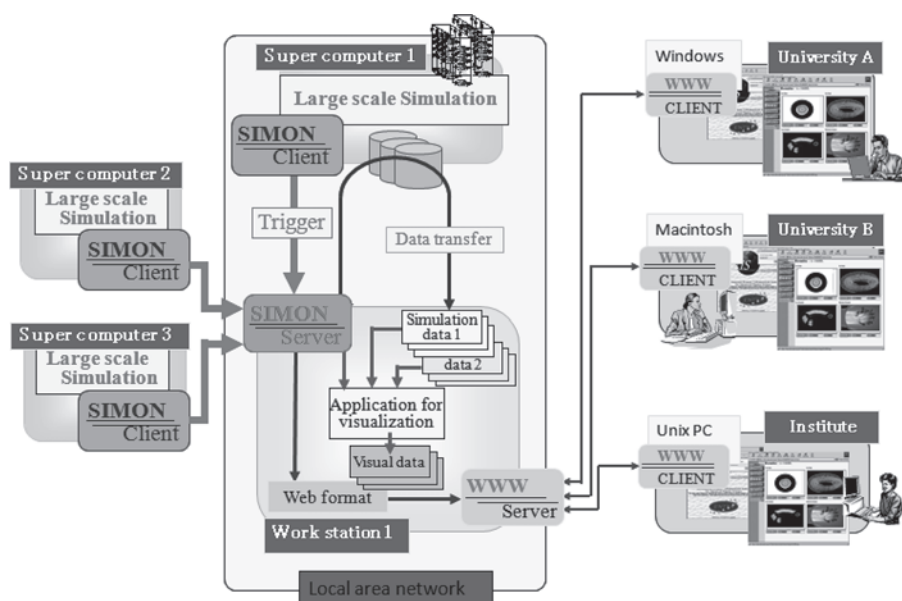 Super computer 1
Large scale Simulation
SIMON
Client
Trigger
Data transfer
Super computer 2
Large scale
Simulation
SIMON
Client
Super computer 3
Large scale
Simulation
SIMON
Client
SIMON
Server
Simulation
data 1
data 2
Application for
visualization
Visual data
Web format
Work station 1
WWW
Server
Local area network
Windows
University A
WWW
CLIENT
Macintosh
University B
WWW
CLIENT
Unix PC
Institute
WWW
CLIENT